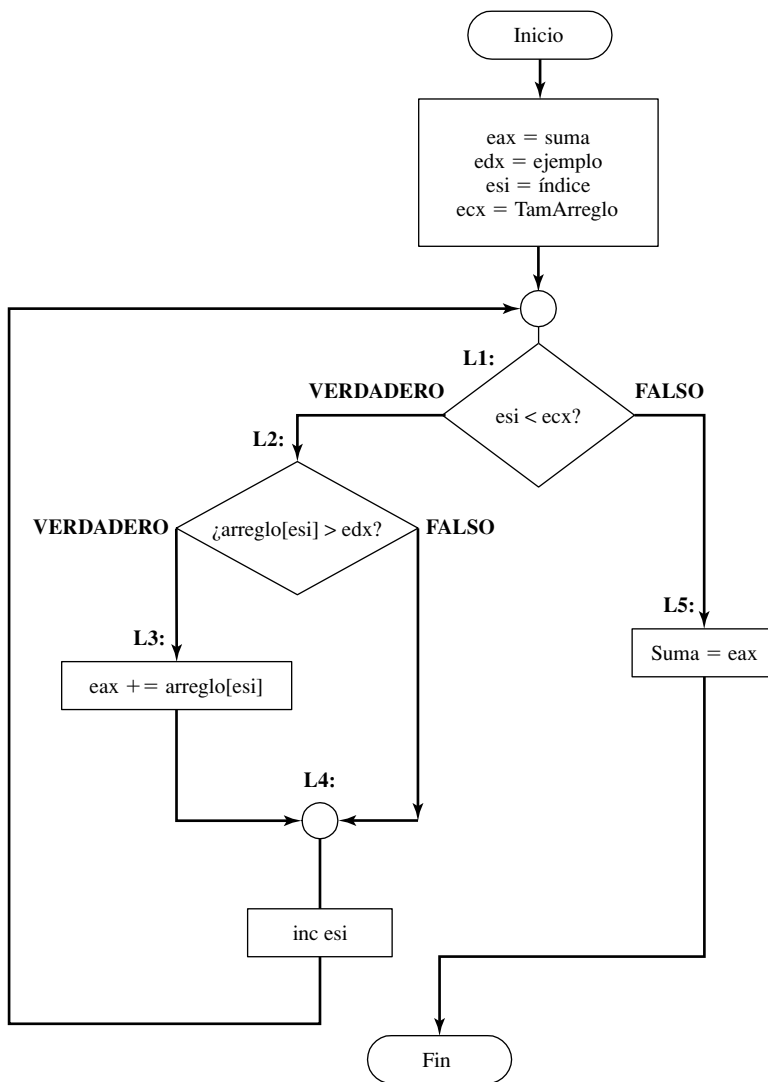 Inicio
eax = suma
edx = ejemplo
esi = índice
ecx = TamArreglo
L1:
VERDADERO
esi < ecx?
FALSO
L2:
VERDADERO
¿arreglo[esi] > edx?
FALSO
L3:
eax += arreglo[esi]
L5:
Suma = eax
L4:
inc esi
Fin